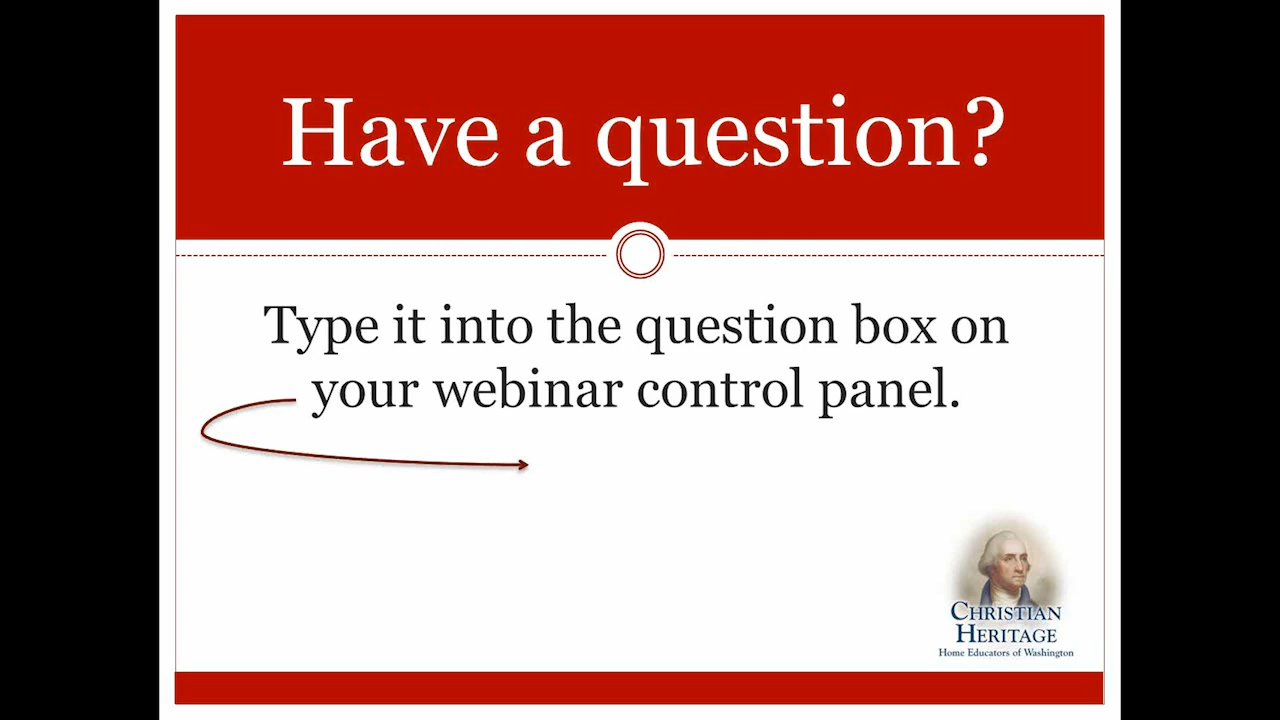 Have a question?
Type it into the question box on
your webinar control panel.
CHRISTIAN
HERITAGE
Home Educators of Washington